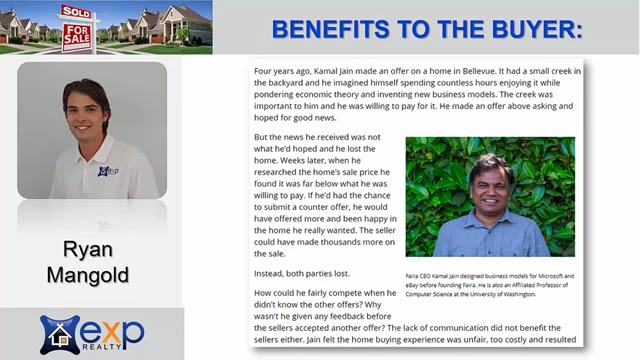 SOLD
FOR
SALE
BENEFITS TO THE BUYER:
exp
Ryan
Mangold
exp
REALTY
Four years ago, Kamal Jain made an offer on a home in Bellevue. It had a small creek in
the backyard and he imagined himself spending countless hours enjoying it while
pondering economic theory and inventing new business models. The creek was
important to him and he was willing to pay for it. He made an offer above asking and
hoped for good news.
But the news he received was not
what he'd hoped and he lost the
home. Weeks later, when he
researched the home's sale price he
found it was far below what he was
willing to pay. If he'd had the chance
to submit a counter offer, he would
have offered more and been happy in
the home he really wanted. The seller
could have made thousands more on
the sale.
Instead, both parties lost.
How could he fairly compete when he
didn't know the other offers? Why
wasn't he given any feedback before
the sellers accepted another offer? The lack of communication did not benefit the
sellers either. Jain felt the home buying experience was unfair, too costly and resulted
Faira CEO Kamal Jain designed business models for Microsoft and
eBay before founding Faira. He is also an Affiliated Professor of
Computer Science at the University of Washington.